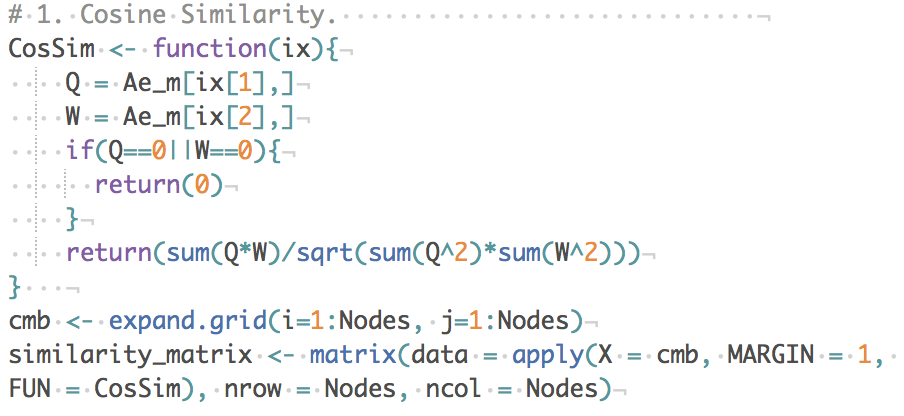 # 1. Cosine Similarity.
CosSim <- function(ix){
    Q = Ae_m[ix[1],]
    W = Ae_m[ix[2],]
    if(Q==0||W==0){
      return(0)
    }
    return(sum(Q*W)/sqrt(sum(Q^2)*sum(W^2)))
}
cmb <- expand.grid(i=1:Nodes, j=1:Nodes)
similarity_matrix <- matrix(data = apply(X = cmb, MARGIN = 1,
FUN = CosSim), nrow = Nodes, ncol = Nodes)